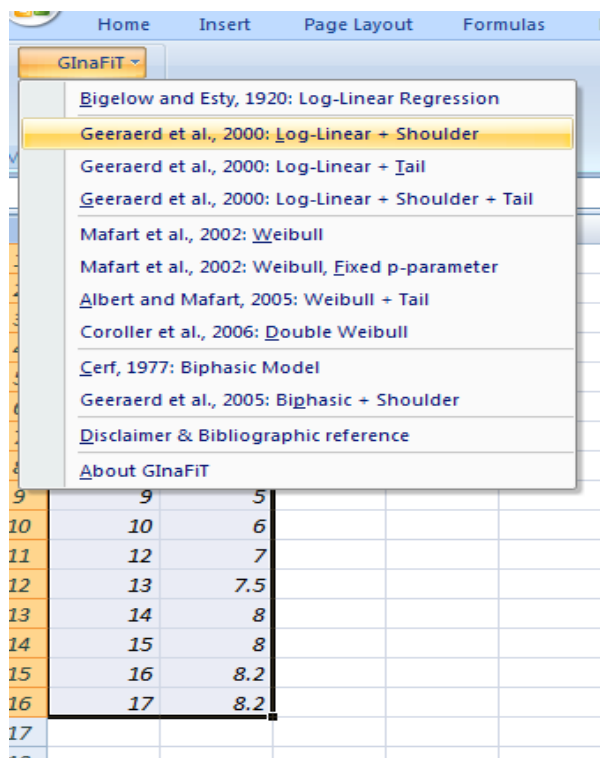 Home Insert Page Layout Formulas
GInaFiT
Bigelow and Esty, 1920: Log-Linear Regression
Geeraerd et al., 2000: Log-Linear + Shoulder
Geeraerd et al., 2000: Log-Linear + Tail
Geeraerd et al., 2000: Log-Linear + Shoulder + Tail
Mafart et al., 2002: Weibull
Mafart et al., 2002: Weibull, Fixed p-parameter
Albert and Mafart, 2005: Weibull + Tail
Coroller et al., 2006: Double Weibull
Cerf, 1977: Biphasic Model
Geeraerd et al., 2005: Biphasic + Shoulder
Disclaimer & Bibliographic reference
About GInaFiT
9 9 5
10 10 6
11 12 7
12 13 7.5
13 14 8
14 15 8
15 16 8.2
16 17 8.2
17